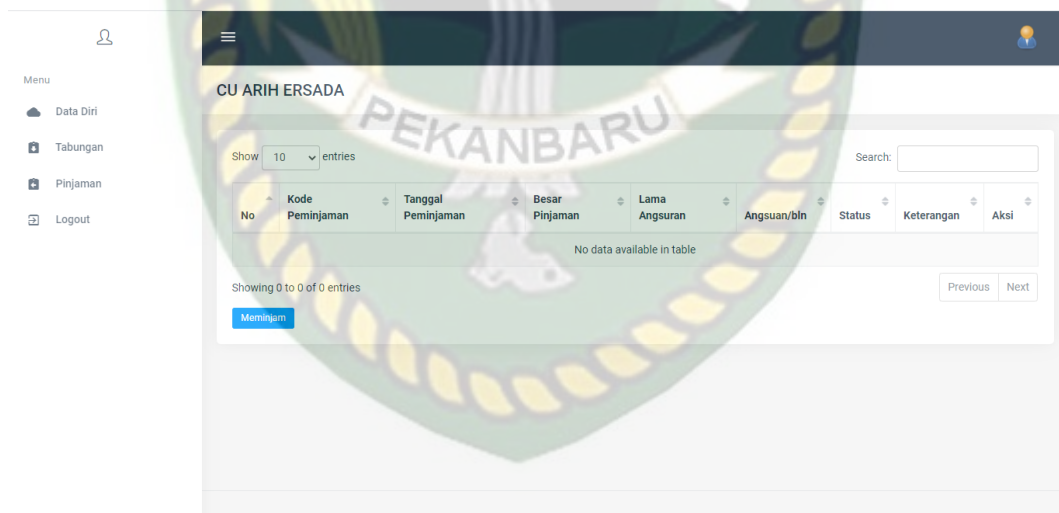 Menu
Data Diri
Tabungan
Pinjaman
Logout
CU ARIH ERSADA
PEKANBARU
Show 10 entries
Search:
No
Kode Peminjaman
Tanggal Peminjaman
Besar Pinjaman
Lama Angsuran
Angsuan/bln
Status
Keterangan
Aksi
No data available in table
Showing 0 to 0 of 0 entries
Previous
Next
Meminjam